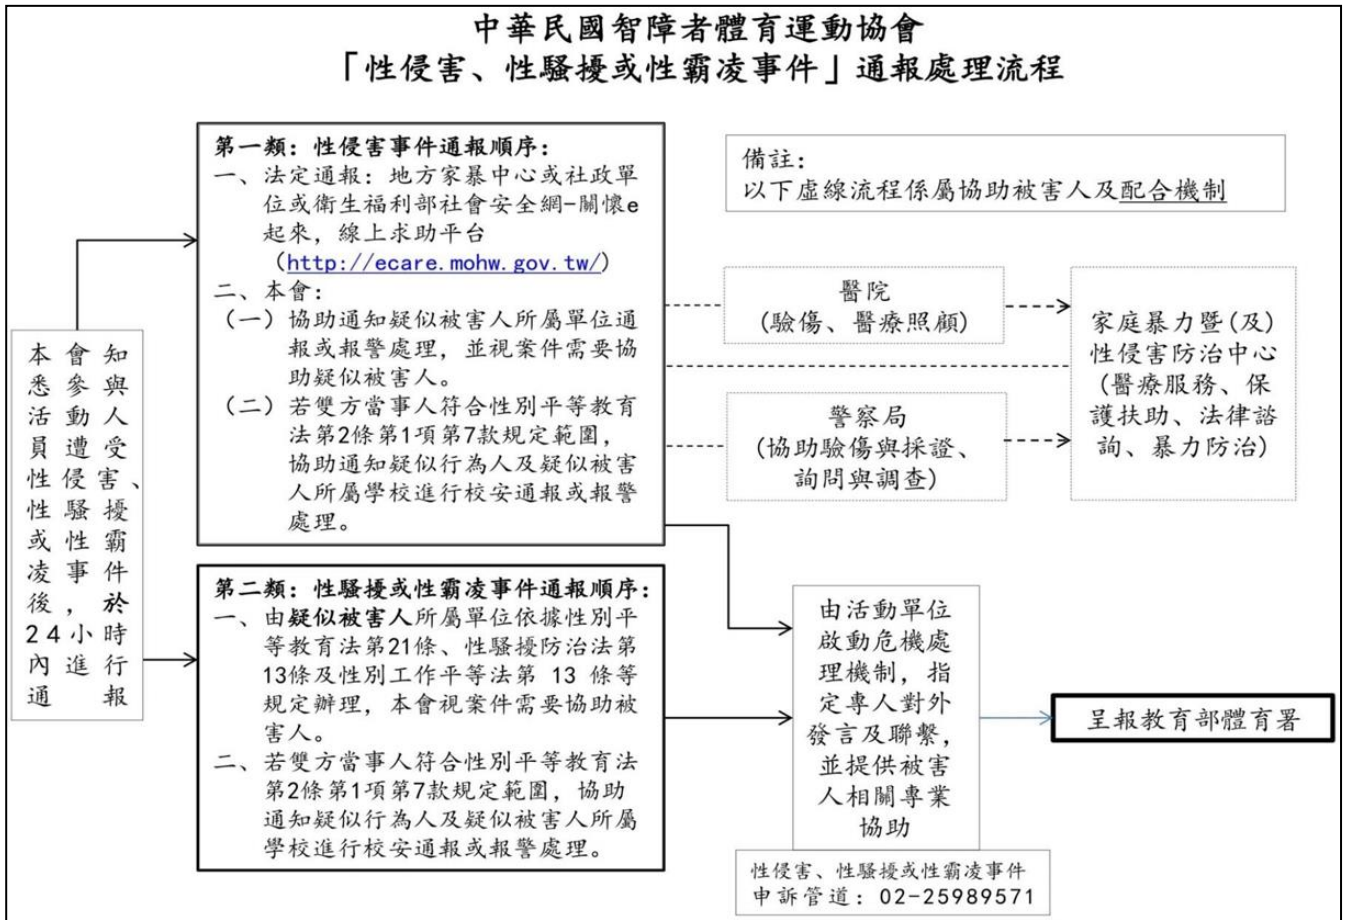 中華民國智障者體育運動協會
「性侵害、性騷擾或性霸凌事件」通報處理流程
本會知
悉參與
活動人
員遭受
性侵害、
性騷擾
或性霸
凌事件
後，於
24小時
內進行
通報
第一類：性侵害事件通報順序：
一、法定通報：地方家暴中心或社政單
位或衛生福利部社會安全網-關懷e
起來，線上求助平台
（http://ecare.mohw.gov.tw/）
二、本會：
（一）協助通知疑似被害人所屬單位通
報或報警處理，並視案件需要協
助疑似被害人。
（二）若雙方當事人符合性別平等教育
法第2條第1項第7款規定範圍，
協助通知疑似行為人及疑似被害
人所屬學校進行校安通報或報警
處理。
第二類：性騷擾或性霸凌事件通報順序：
一、由疑似被害人所屬單位依據性別平
等教育法第21條、性騷擾防治法第
13條及性別工作平等法第 13 條等
規定辦理，本會視案件需要協助被
害人。
二、若雙方當事人符合性別平等教育法
第2條第1項第7款規定範圍，協助
通知疑似行為人及疑似被害人所屬
學校進行校安通報或報警處理。
備註：
以下虛線流程係屬協助被害人及配合機制
醫院
(驗傷、醫療照顧)
警察局
(協助驗傷與採證、
詢問與調查)
家庭暴力暨(及)
性侵害防治中心
(醫療服務、保
護扶助、法律諮
詢、暴力防治)
由活動單位
啟動危機處
理機制，指
定專人對外
發言及聯繫，
並提供被害
人相關專業
協助
呈報教育部體育署
性侵害、性騷擾或性霸凌事件
申訴管道：02-25989571